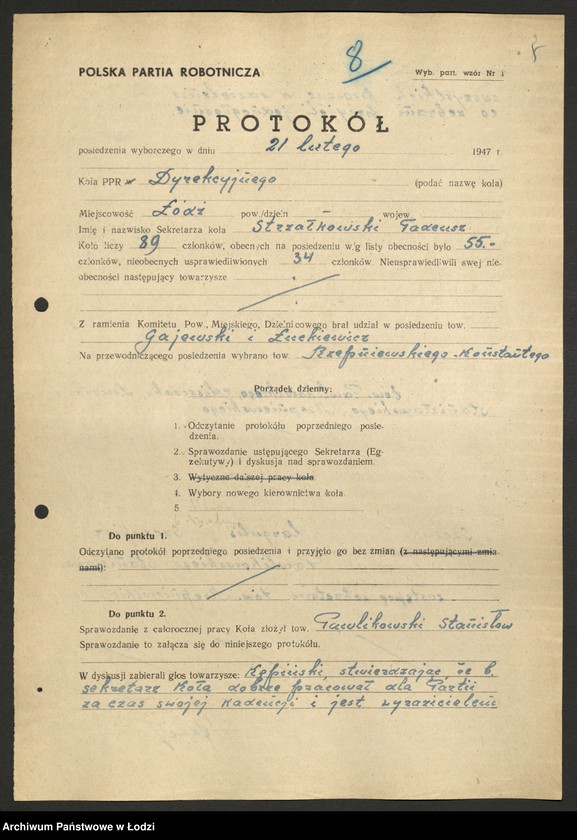 8
POLSKA PARTIA ROBOTNICZA
Wyb. part. wzór Nr 1
PROTOKÓŁ
posiedzenia wyborczego w dniu 21 lutego 1947 r.
Koła PPR w Dyrekcyjnego (podać nazwę koła)
Miejscowość Łódź pow./dzieln — wojew
Imię i nazwisko Sekretarza koła Strzałkowski Tadeusz
Koło liczy 89 członków, obecnych na posiedzeniu w/g listy obecności było 55.-
członków, nieobecnych usprawiedliwionych 34 członków. Nieusprawiedliwili swej nie-
obecności następujący towarzysze
Z ramienia Komitetu Pow., Miejskiego, Dzielnicowego brał udział w posiedzeniu tow.
Gajewski i Łuckiewicz
Na przewodniczącego posiedzenia wybrano tow. Rzepniewskiego Konstantego
Porządek dzienny:
1. Odczytanie protokółu poprzedniego posie-
dzenia.
2. Sprawozdanie ustępującego Sekretarza (Eg-
zekutywy) i dyskusja nad sprawozdaniem.
3. Wytyczne dalszej pracy koła
4. Wybory nowego kierownictwa koła.
5
Do punktu 1.
Odczytano protokół poprzedniego posiedzenia i przyjęto go bez zmian (z następującymi zmia-
nami):
Do punktu 2.
Sprawozdanie z całorocznej pracy Koła złożył tow. Pawlikowski Stanisław
Sprawozdanie to załącza się do niniejszego protokułu.
W dyskusji zabierali głos towarzysze: Kępiński, stwierdzając, że b.
sekretarz Koła dobrze pracował dla Partii
za czas swojej kadencji i jest wyrazicielem
Archiwum Państwowe w Łodzi